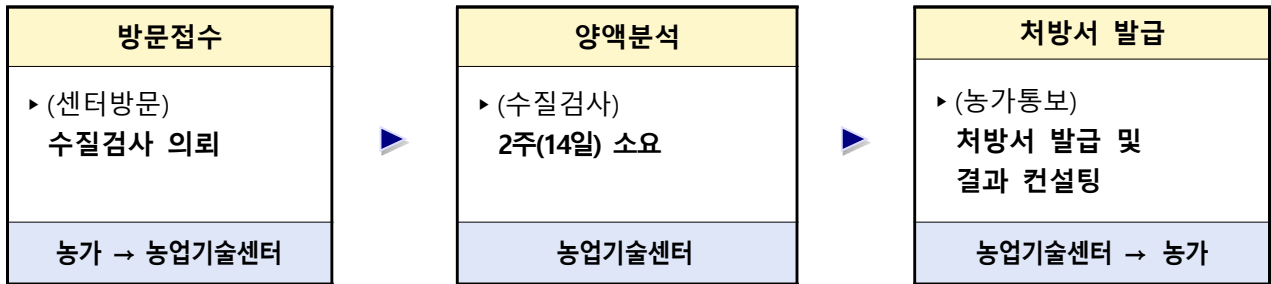 방문접수
▸ (센터방문)
수질검사 의뢰
농가 → 농업기술센터
양액분석
▸ (수질검사)
2주(14일) 소요
농업기술센터
처방서 발급
▸ (농가통보)
처방서 발급 및
결과 컨설팅
농업기술센터 → 농가